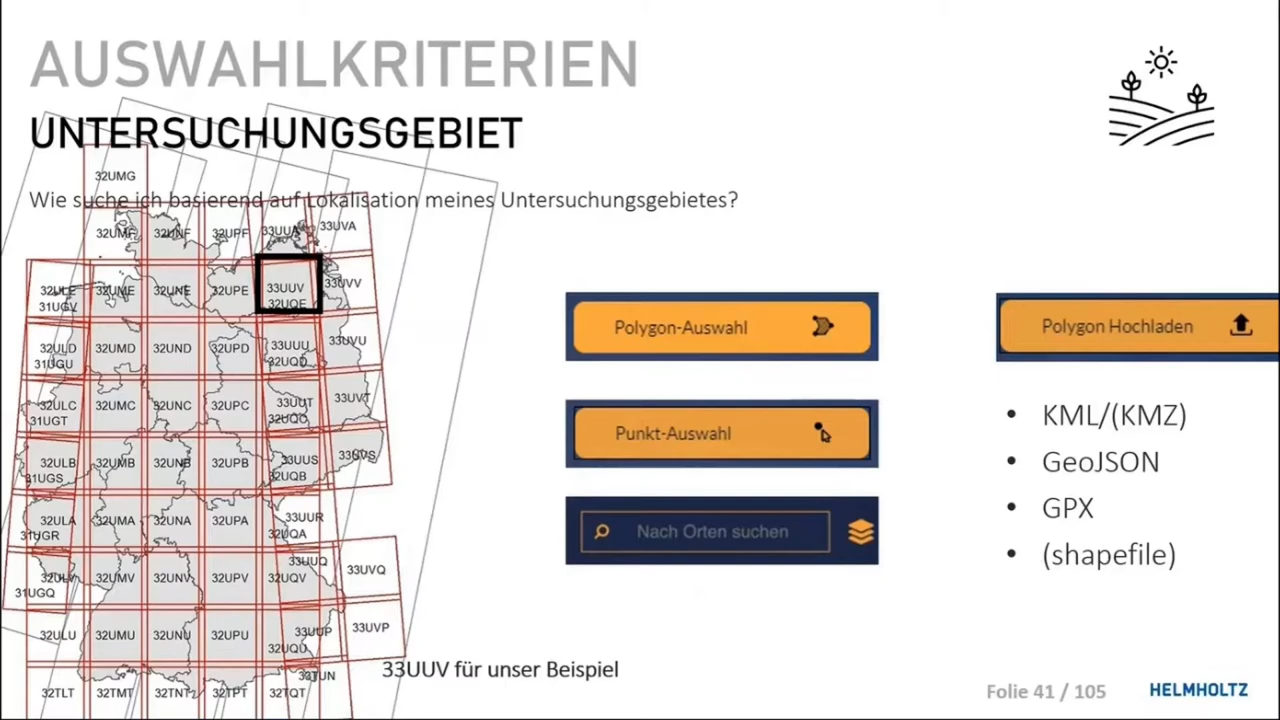 AUSWAHLKRITERIEN
UNTERSUCHUNGSGEBIET
32UMG
Wie suche ich basierend auf Lokalisation meines Untersuchungsgebietes?
32UMF 32UNF 32UPF 33UUA 33UVA
32ULE 32UME 32UNE 32UPE 33UUV 33UVV
31UGV 32UQE
32ULD 32UMD 32UND 32UPD 33UUU 33UVU
31UGU 32UQD
32ULC 32UMC 32UNC 32UPC 33UUT 33UVT
31UGT 32UQC
32ULB 32UMB 32UNB 32UPB 33UUS 33UVS
31UGS 32UQB
32ULA 32UMA 32UNA 32UPA 33UUR
31UGR 32UQA
32ULV 32UMV 32UNV 32UPV 32UQV 33UUQ 33UVQ
31UGQ
32ULU 32UMU 32UNU 32UPU 33UUP 33UVP
32UQU
33TUN
32TLT 32TMT 32TNT 32TPT 32TQT
Polygon-Auswahl
Punkt-Auswahl
Nach Orten suchen
Polygon Hochladen
• KML/(KMZ)
• GeoJSON
• GPX
• (shapefile)
33UUV für unser Beispiel
Folie 41 / 105
HELMHOLTZ